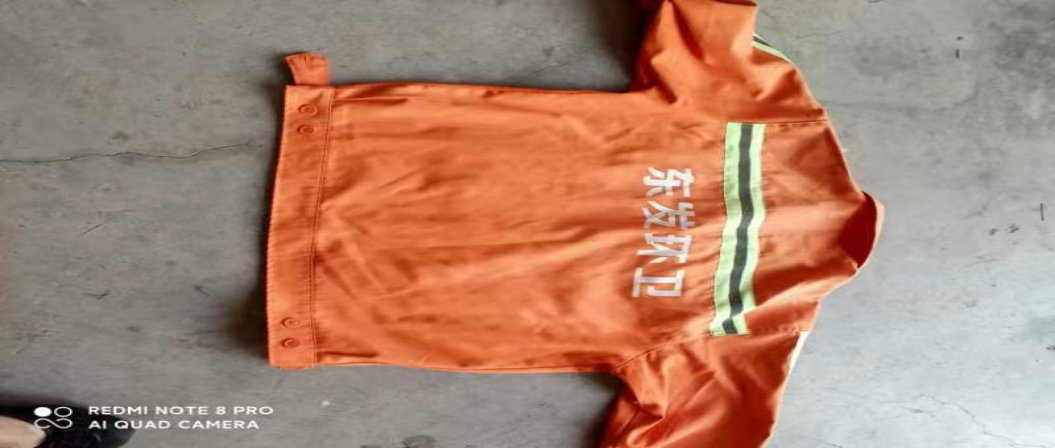 东发环卫
REDMI NOTE 8 PRO
AI QUAD CAMERA